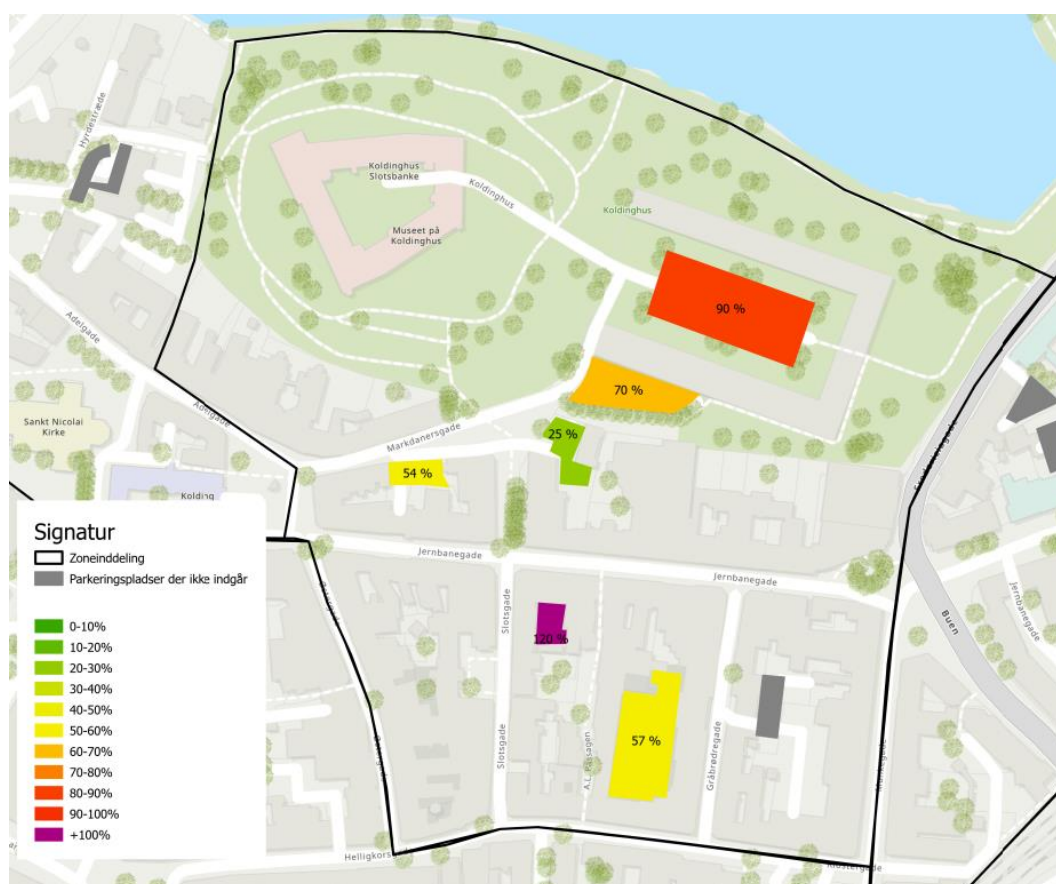 Hyrdestræde
Koldinghus
Slotsbanke
Koldinghus
Museet på
Koldinghus
Koldinghus
90 %
Adelgade
70 %
Adelgade
Sankt Nicolai
Kirke
Markdanersgade
25 %
54 %
Kolding
Signatur
Zoneinddeling
Parkeringspladser der ikke indgår
0-10%
10-20%
20-30%
30-40%
40-50%
50-60%
60-70%
70-80%
80-90%
90-100%
+100%
Jernbanegade
Jernbanegade
Jernbanegade
Buen
Slotsgade
120 %
Slotsgade
57 %
A.L. Passagen
Gråbrødregade
Munkegade
Klostergade